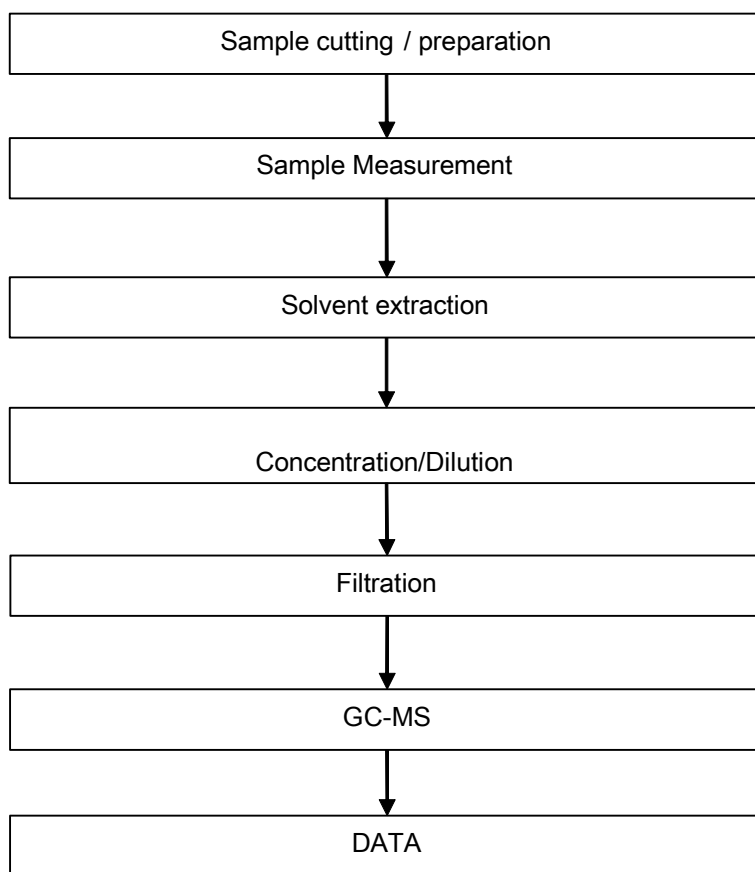 Sample cutting / preparation
Sample Measurement
Solvent extraction
Concentration/Dilution
Filtration
GC-MS
DATA